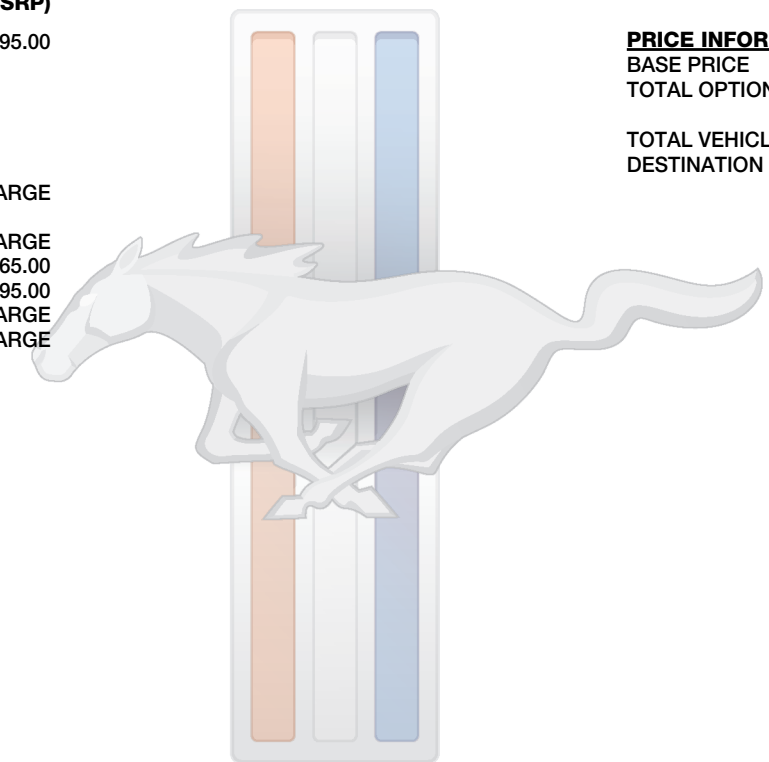 SRP)
95.00
ARGE
ARGE
65.00
95.00
ARGE
ARGE
PRICE INFOR
BASE PRICE
TOTAL OPTION
TOTAL VEHICL
DESTINATION